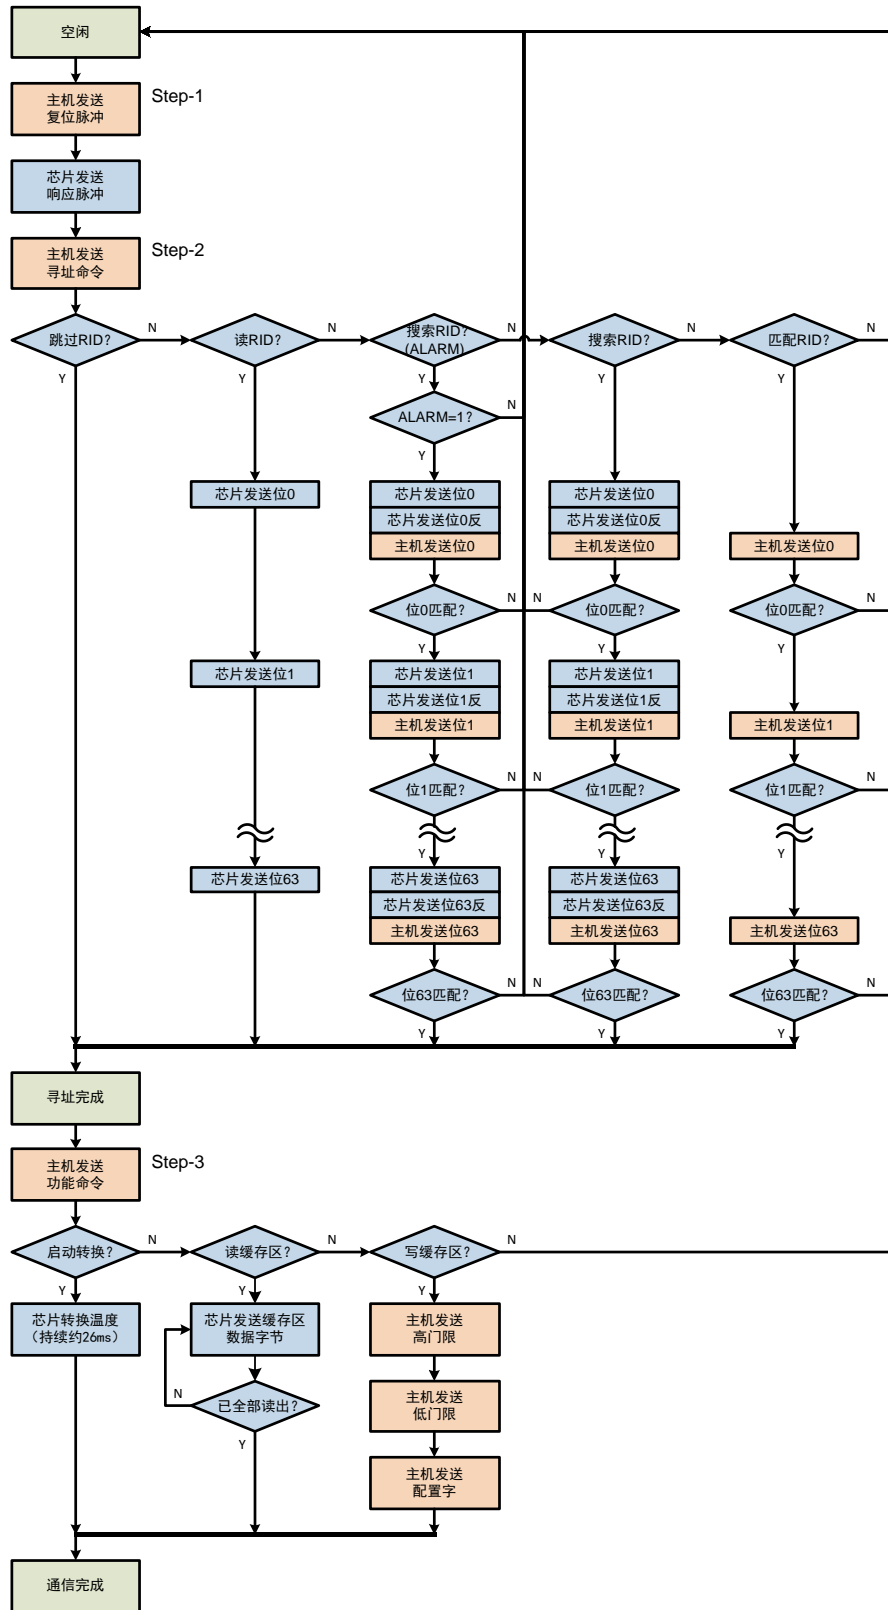 空闲
主机发送
复位脉冲
Step-1
芯片发送
响应脉冲
主机发送
寻址命令
Step-2
跳过RID?
N
读RID?
N
搜索RID?
(ALARM)
N
搜索RID?
N
匹配RID?
N
Y
Y
Y
Y
Y
ALARM=1?
N
Y
芯片发送位0
芯片发送位0
芯片发送位0反
主机发送位0
芯片发送位0
芯片发送位0反
主机发送位0
主机发送位0
位0匹配?
N
N
位0匹配?
位0匹配?
N
Y
Y
Y
芯片发送位1
芯片发送位1
芯片发送位1反
主机发送位1
芯片发送位1
芯片发送位1反
主机发送位1
主机发送位1
位1匹配?
N
N
位1匹配?
位1匹配?
N
Y
Y
Y
芯片发送位63
芯片发送位63
芯片发送位63反
主机发送位63
芯片发送位63
芯片发送位63反
主机发送位63
主机发送位63
位63匹配?
N
N
位63匹配?
位63匹配?
N
Y
Y
Y
寻址完成
主机发送
功能命令
Step-3
启动转换?
N
读缓存区?
N
写缓存区?
N
Y
Y
Y
芯片转换温度
(持续约26ms)
芯片发送缓存区
数据字节
主机发送
高门限
N
已全部读出?
Y
主机发送
低门限
主机发送
配置字
通信完成